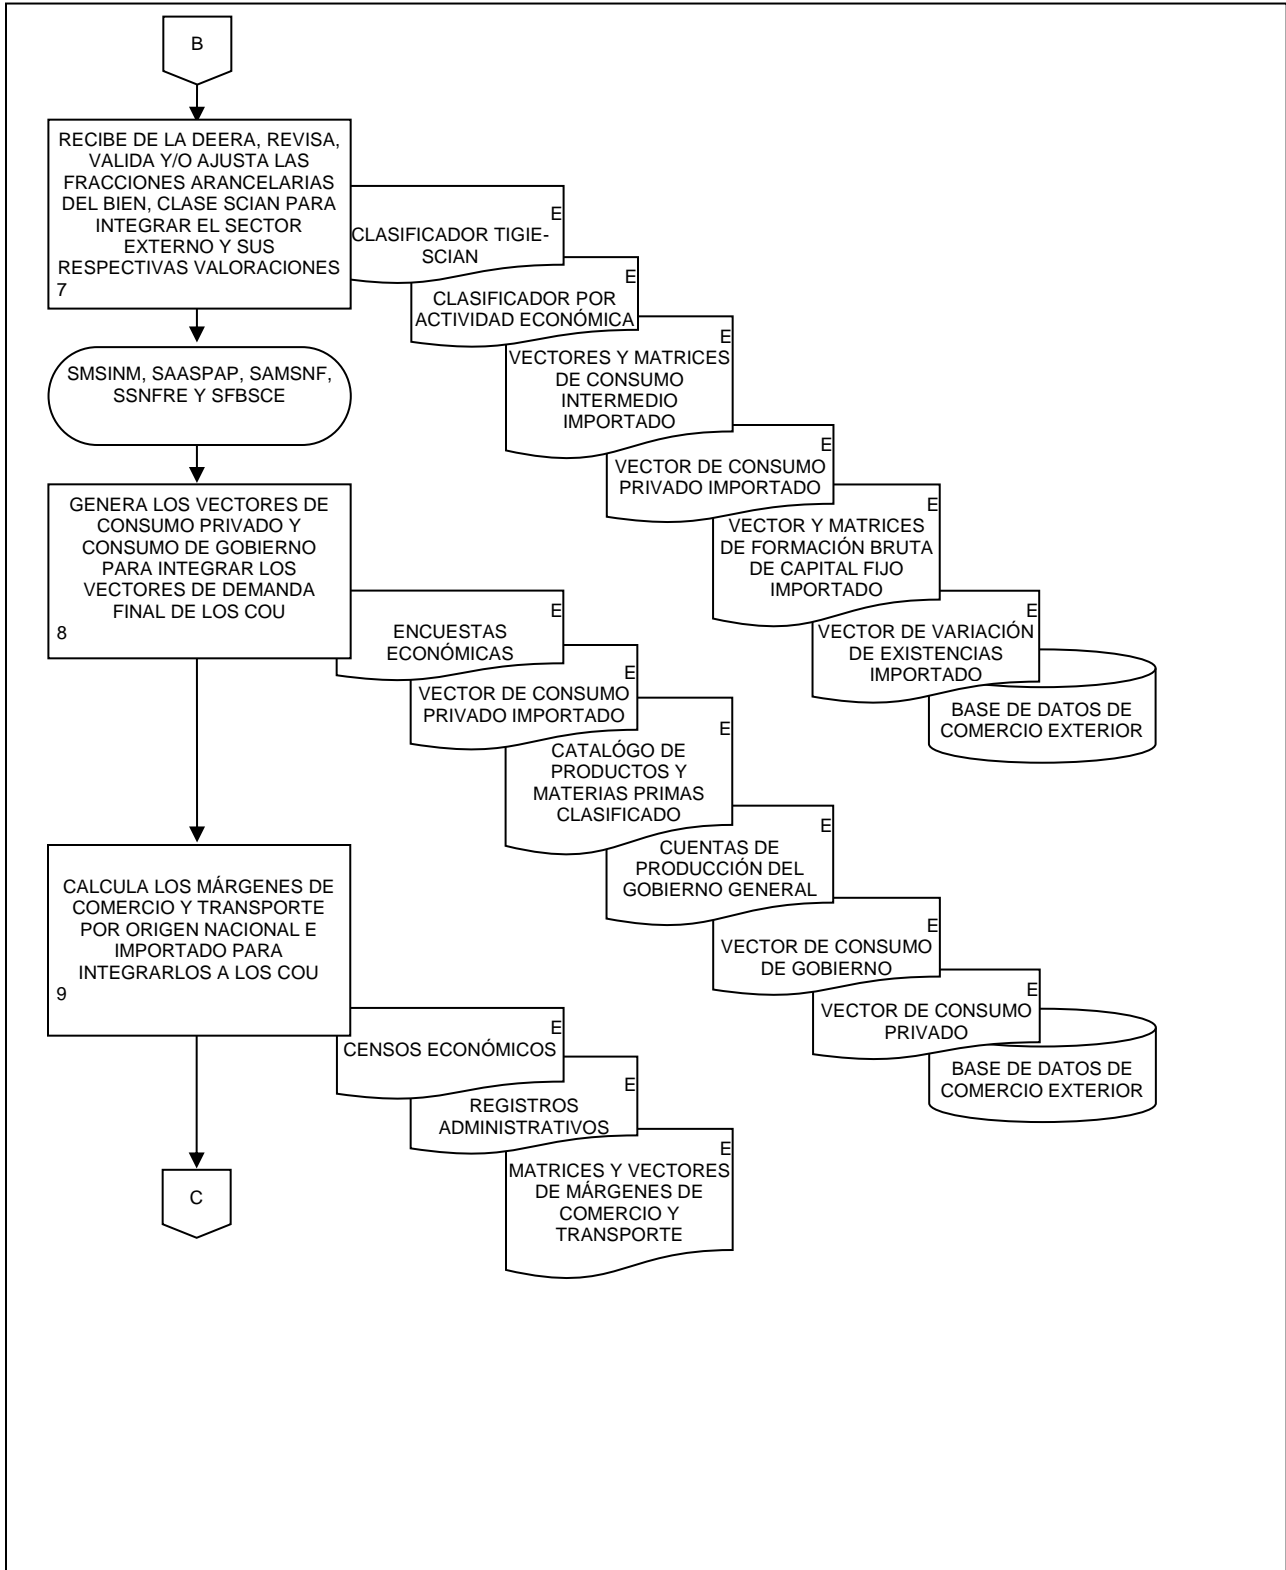 B
RECIBE DE LA DEERA, REVISA,
VALIDA Y/O AJUSTA LAS
FRACCIONES ARANCELARIAS
DEL BIEN, CLASE SCIAN PARA
INTEGRAR EL SECTOR
EXTERNO Y SUS
RESPECTIVAS VALORACIONES
7
E
CLASIFICADOR TIGIE-
SCIAN
E
CLASIFICADOR POR
ACTIVIDAD ECONÓMICA
E
VECTORES Y MATRICES
DE CONSUMO
INTERMEDIO
IMPORTADO
E
VECTOR DE CONSUMO
PRIVADO IMPORTADO
E
VECTOR Y MATRICES
DE FORMACIÓN BRUTA
DE CAPITAL FIJO
IMPORTADO
E
VECTOR DE VARIACIÓN
DE EXISTENCIAS
IMPORTADO
BASE DE DATOS DE
COMERCIO EXTERIOR
SMSINM, SAASPAP, SAMSNF,
SSNFRE Y SFBSCE
GENERA LOS VECTORES DE
CONSUMO PRIVADO Y
CONSUMO DE GOBIERNO
PARA INTEGRAR LOS
VECTORES DE DEMANDA
FINAL DE LOS COU
8
E
ENCUESTAS
ECONÓMICAS
E
VECTOR DE CONSUMO
PRIVADO IMPORTADO
E
CATALÓGO DE
PRODUCTOS Y
MATERIAS PRIMAS
CLASIFICADO
E
CUENTAS DE
PRODUCCIÓN DEL
GOBIERNO GENERAL
E
VECTOR DE CONSUMO
DE GOBIERNO
E
VECTOR DE CONSUMO
PRIVADO
BASE DE DATOS DE
COMERCIO EXTERIOR
CALCULA LOS MÁRGENES DE
COMERCIO Y TRANSPORTE
POR ORIGEN NACIONAL E
IMPORTADO PARA
INTEGRARLOS A LOS COU
9
E
CENSOS ECONÓMICOS
E
REGISTROS
ADMINISTRATIVOS
E
MATRICES Y VECTORES
DE MÁRGENES DE
COMERCIO Y
TRANSPORTE
C